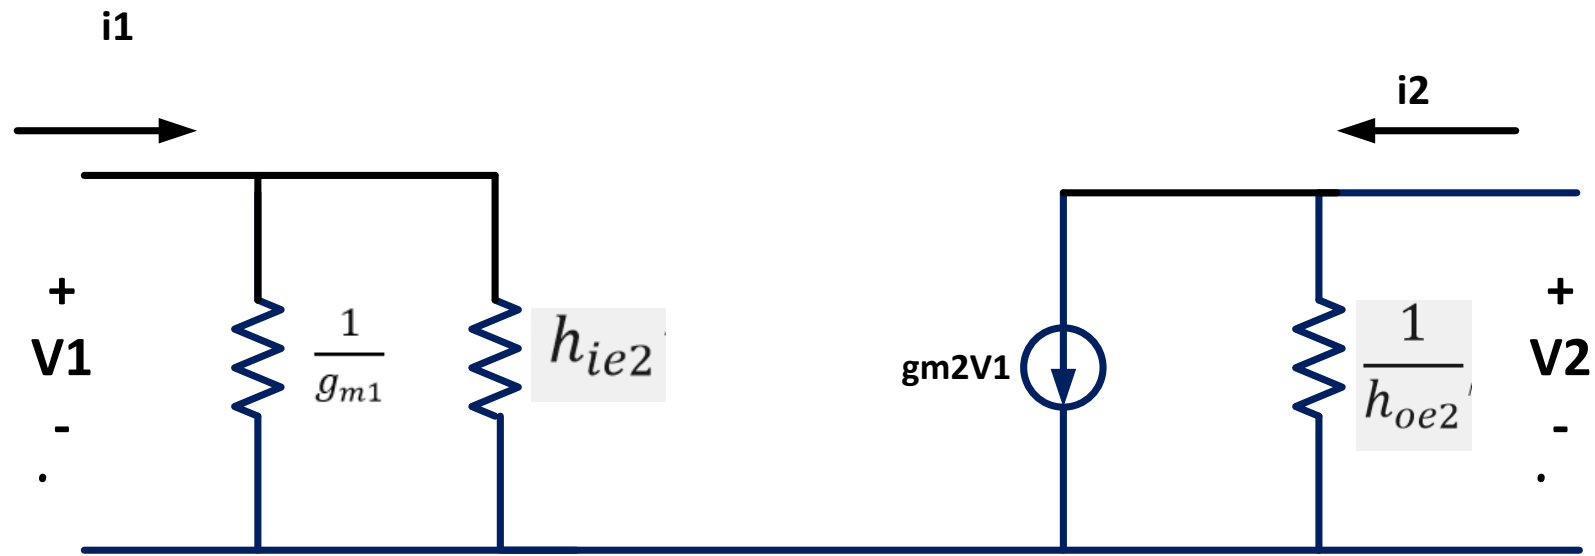 i1
i2
+
V1
-
.
1
g_{m1}
h_{ie2}
gm2V1
1
h_{oe2}
+
V2
-
.